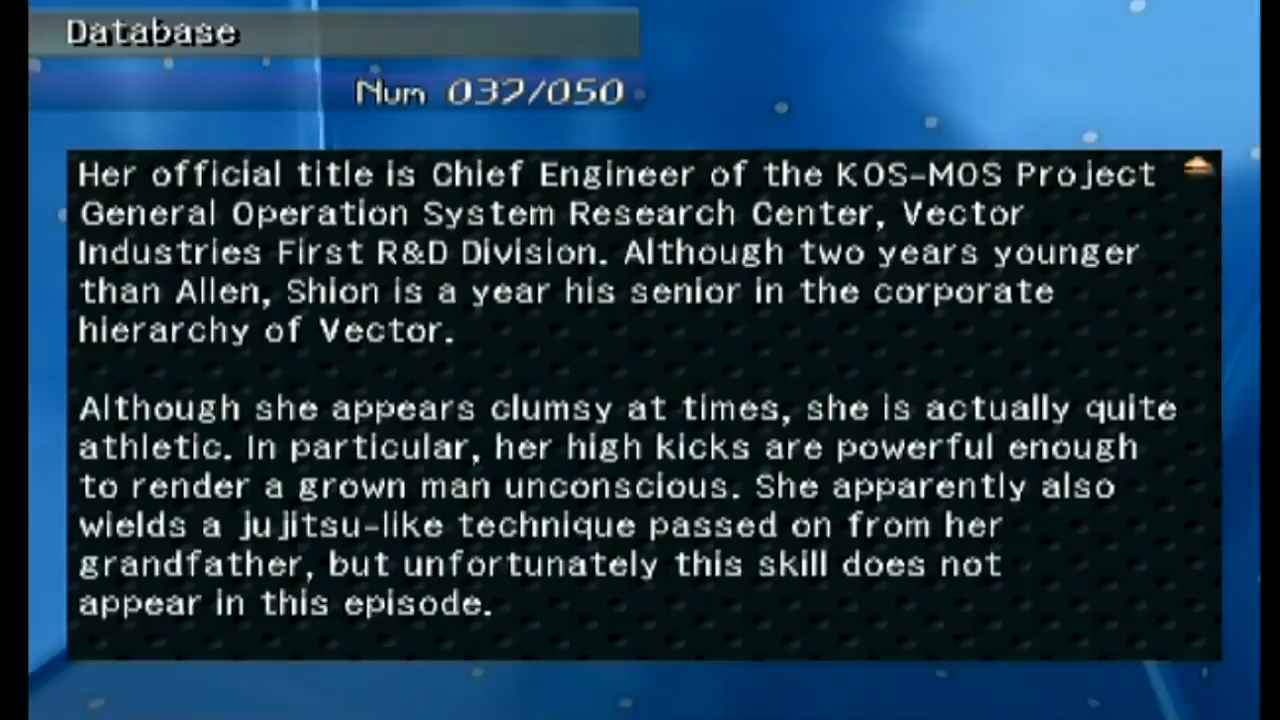 Database
Num 037/050
Her official title is Chief Engineer of the KOS-MOS Project
General Operation System Research Center, Vector
Industries First R&D Division. Although two years younger
than Allen, Shion is a year his senior in the corporate
hierarchy of Vector.
Although she appears clumsy at times, she is actually quite
athletic. In particular, her high kicks are powerful enough
to render a grown man unconscious. She apparently also
wields a jujitsu-like technique passed on from her
grandfather, but unfortunately this skill does not
appear in this episode.